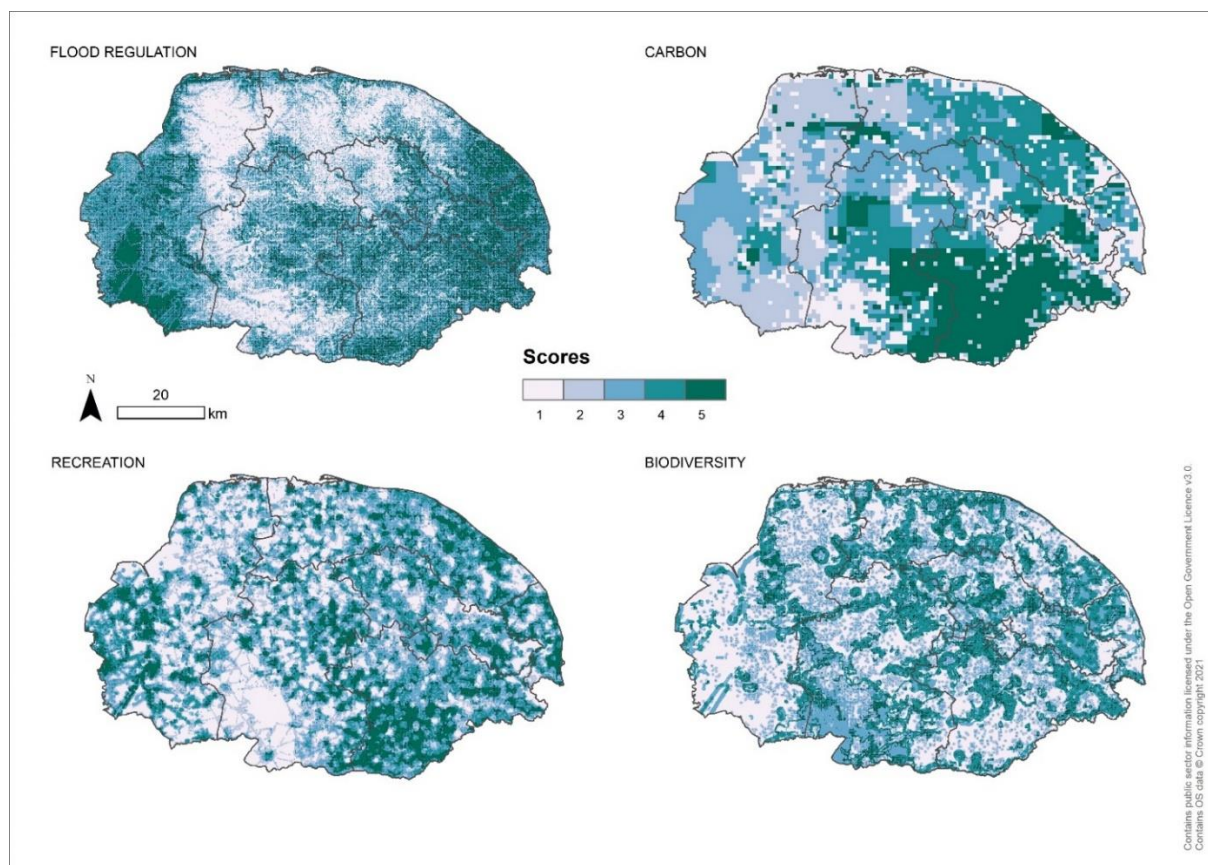 FLOOD REGULATION
CARBON
Scores
1 2 3 4 5
N
20
km
RECREATION
BIODIVERSITY
Contains public sector information licensed under the Open Government Licence v3.0.
Contains OS data © Crown copyright 2021